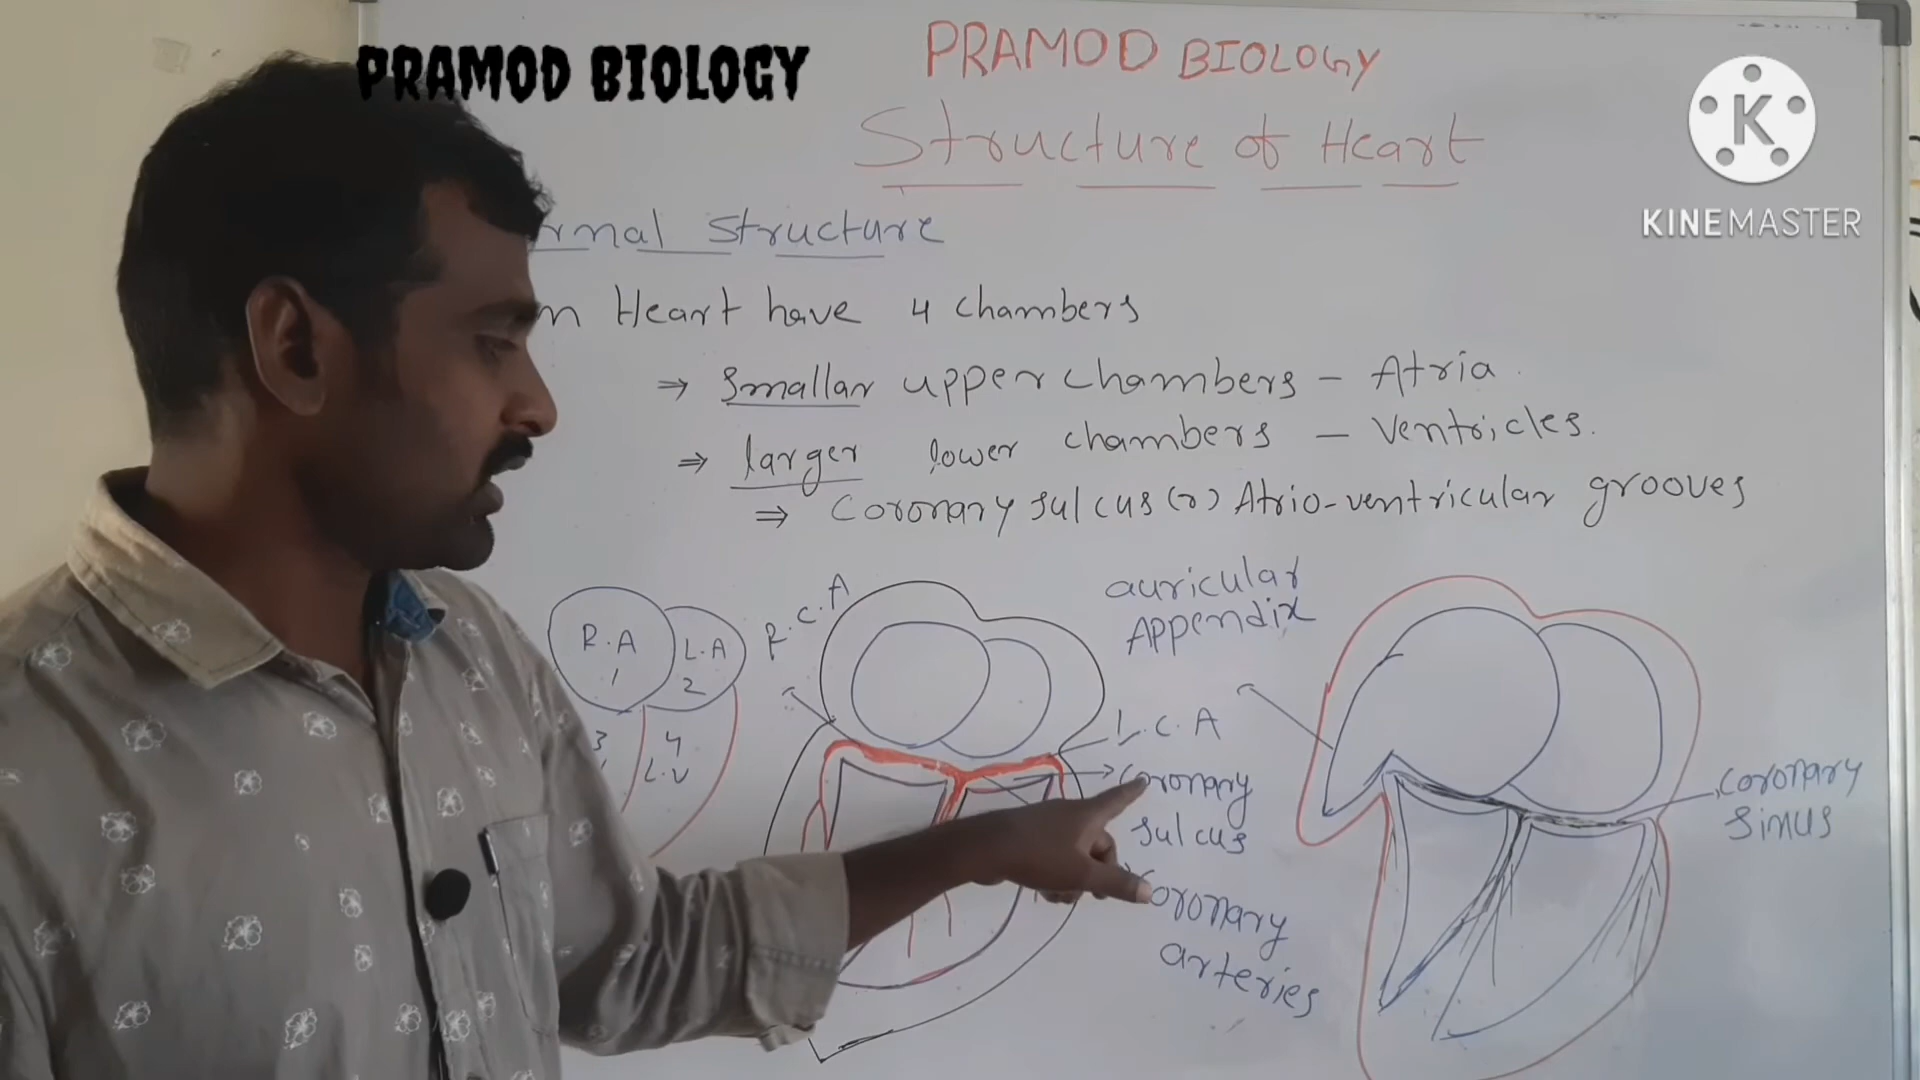 PRAMOD BIOLOGY
PRAMOD BIOLOGY
K
KINEMASTER
Structure of Heart
rmal Structure
m Heart have 4 chambers
⇒ Smallar upper chambers - Atria
⇒ larger lower chambers - Ventricles.
⇒ Coronary sulcus (r) Atrio-ventricular grooves
R.A
1
L.A
2
3
4
L.V
R.C.A
auricular
Appendix
L.C.A
Coronary
sulcus
Coronary
arteries
Coronary
Sinus